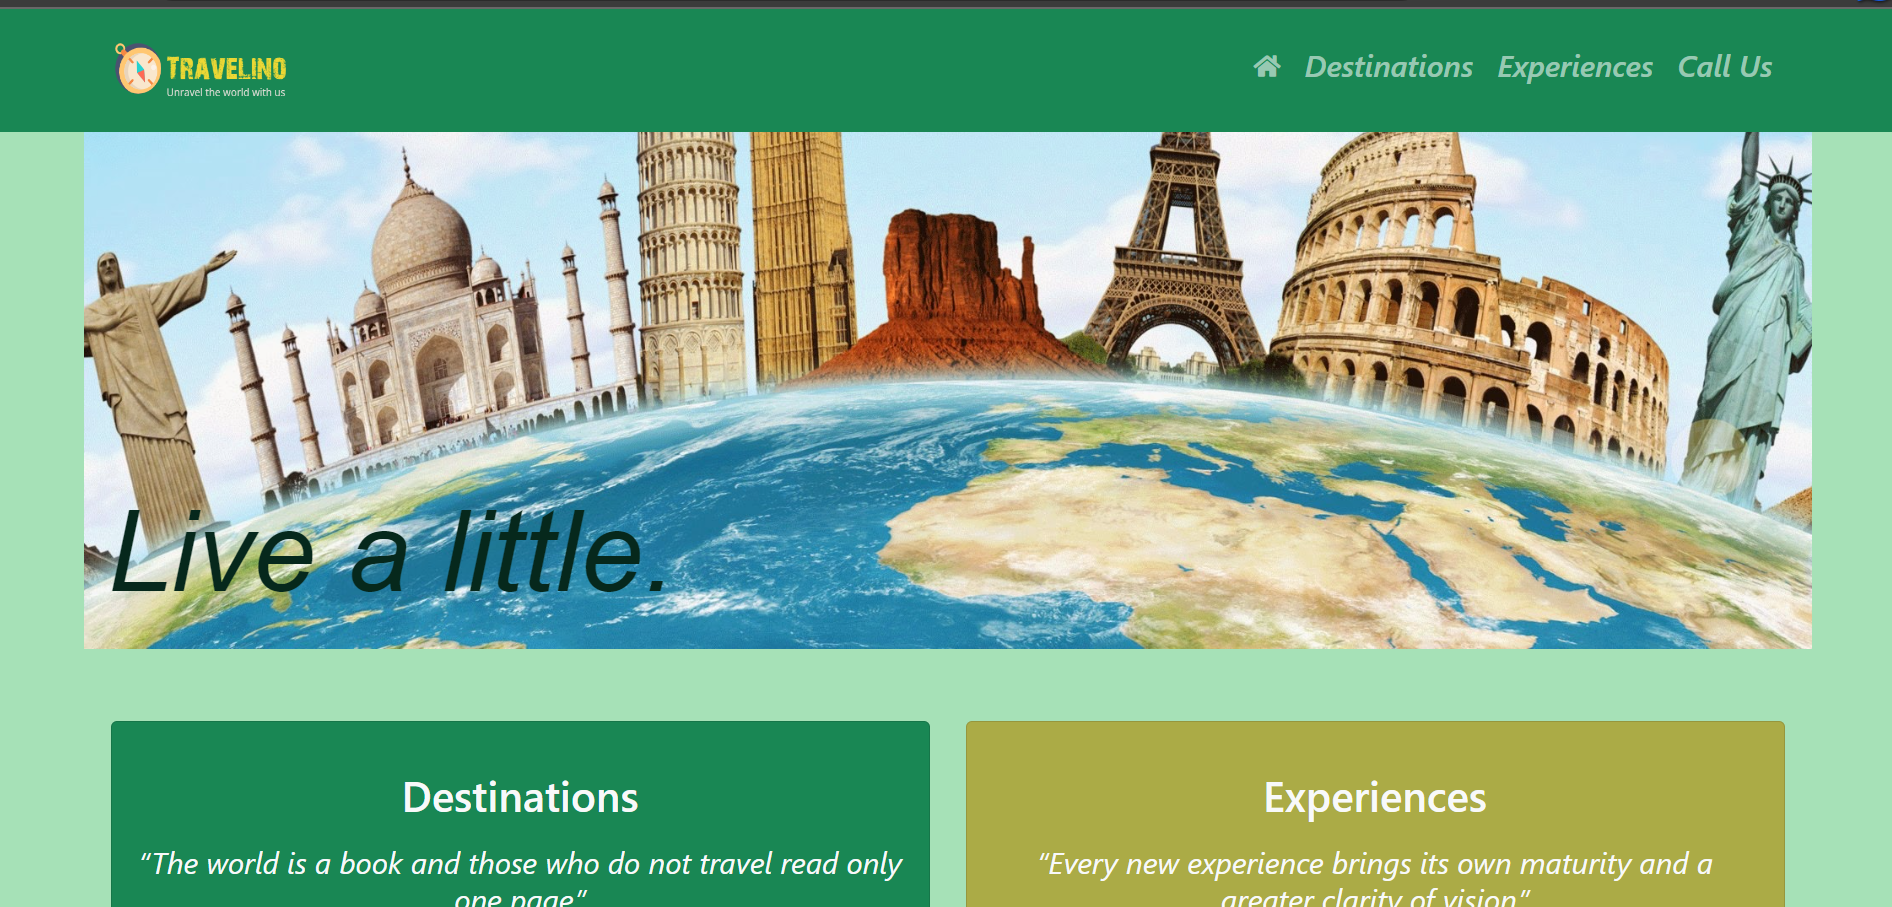 TRAVELINO
Unravel the world with us
Destinations Experiences Call Us
Live a little.
Destinations
“The world is a book and those who do not travel read only
one page”
Experiences
“Every new experience brings its own maturity and a
greater clarity of vision”